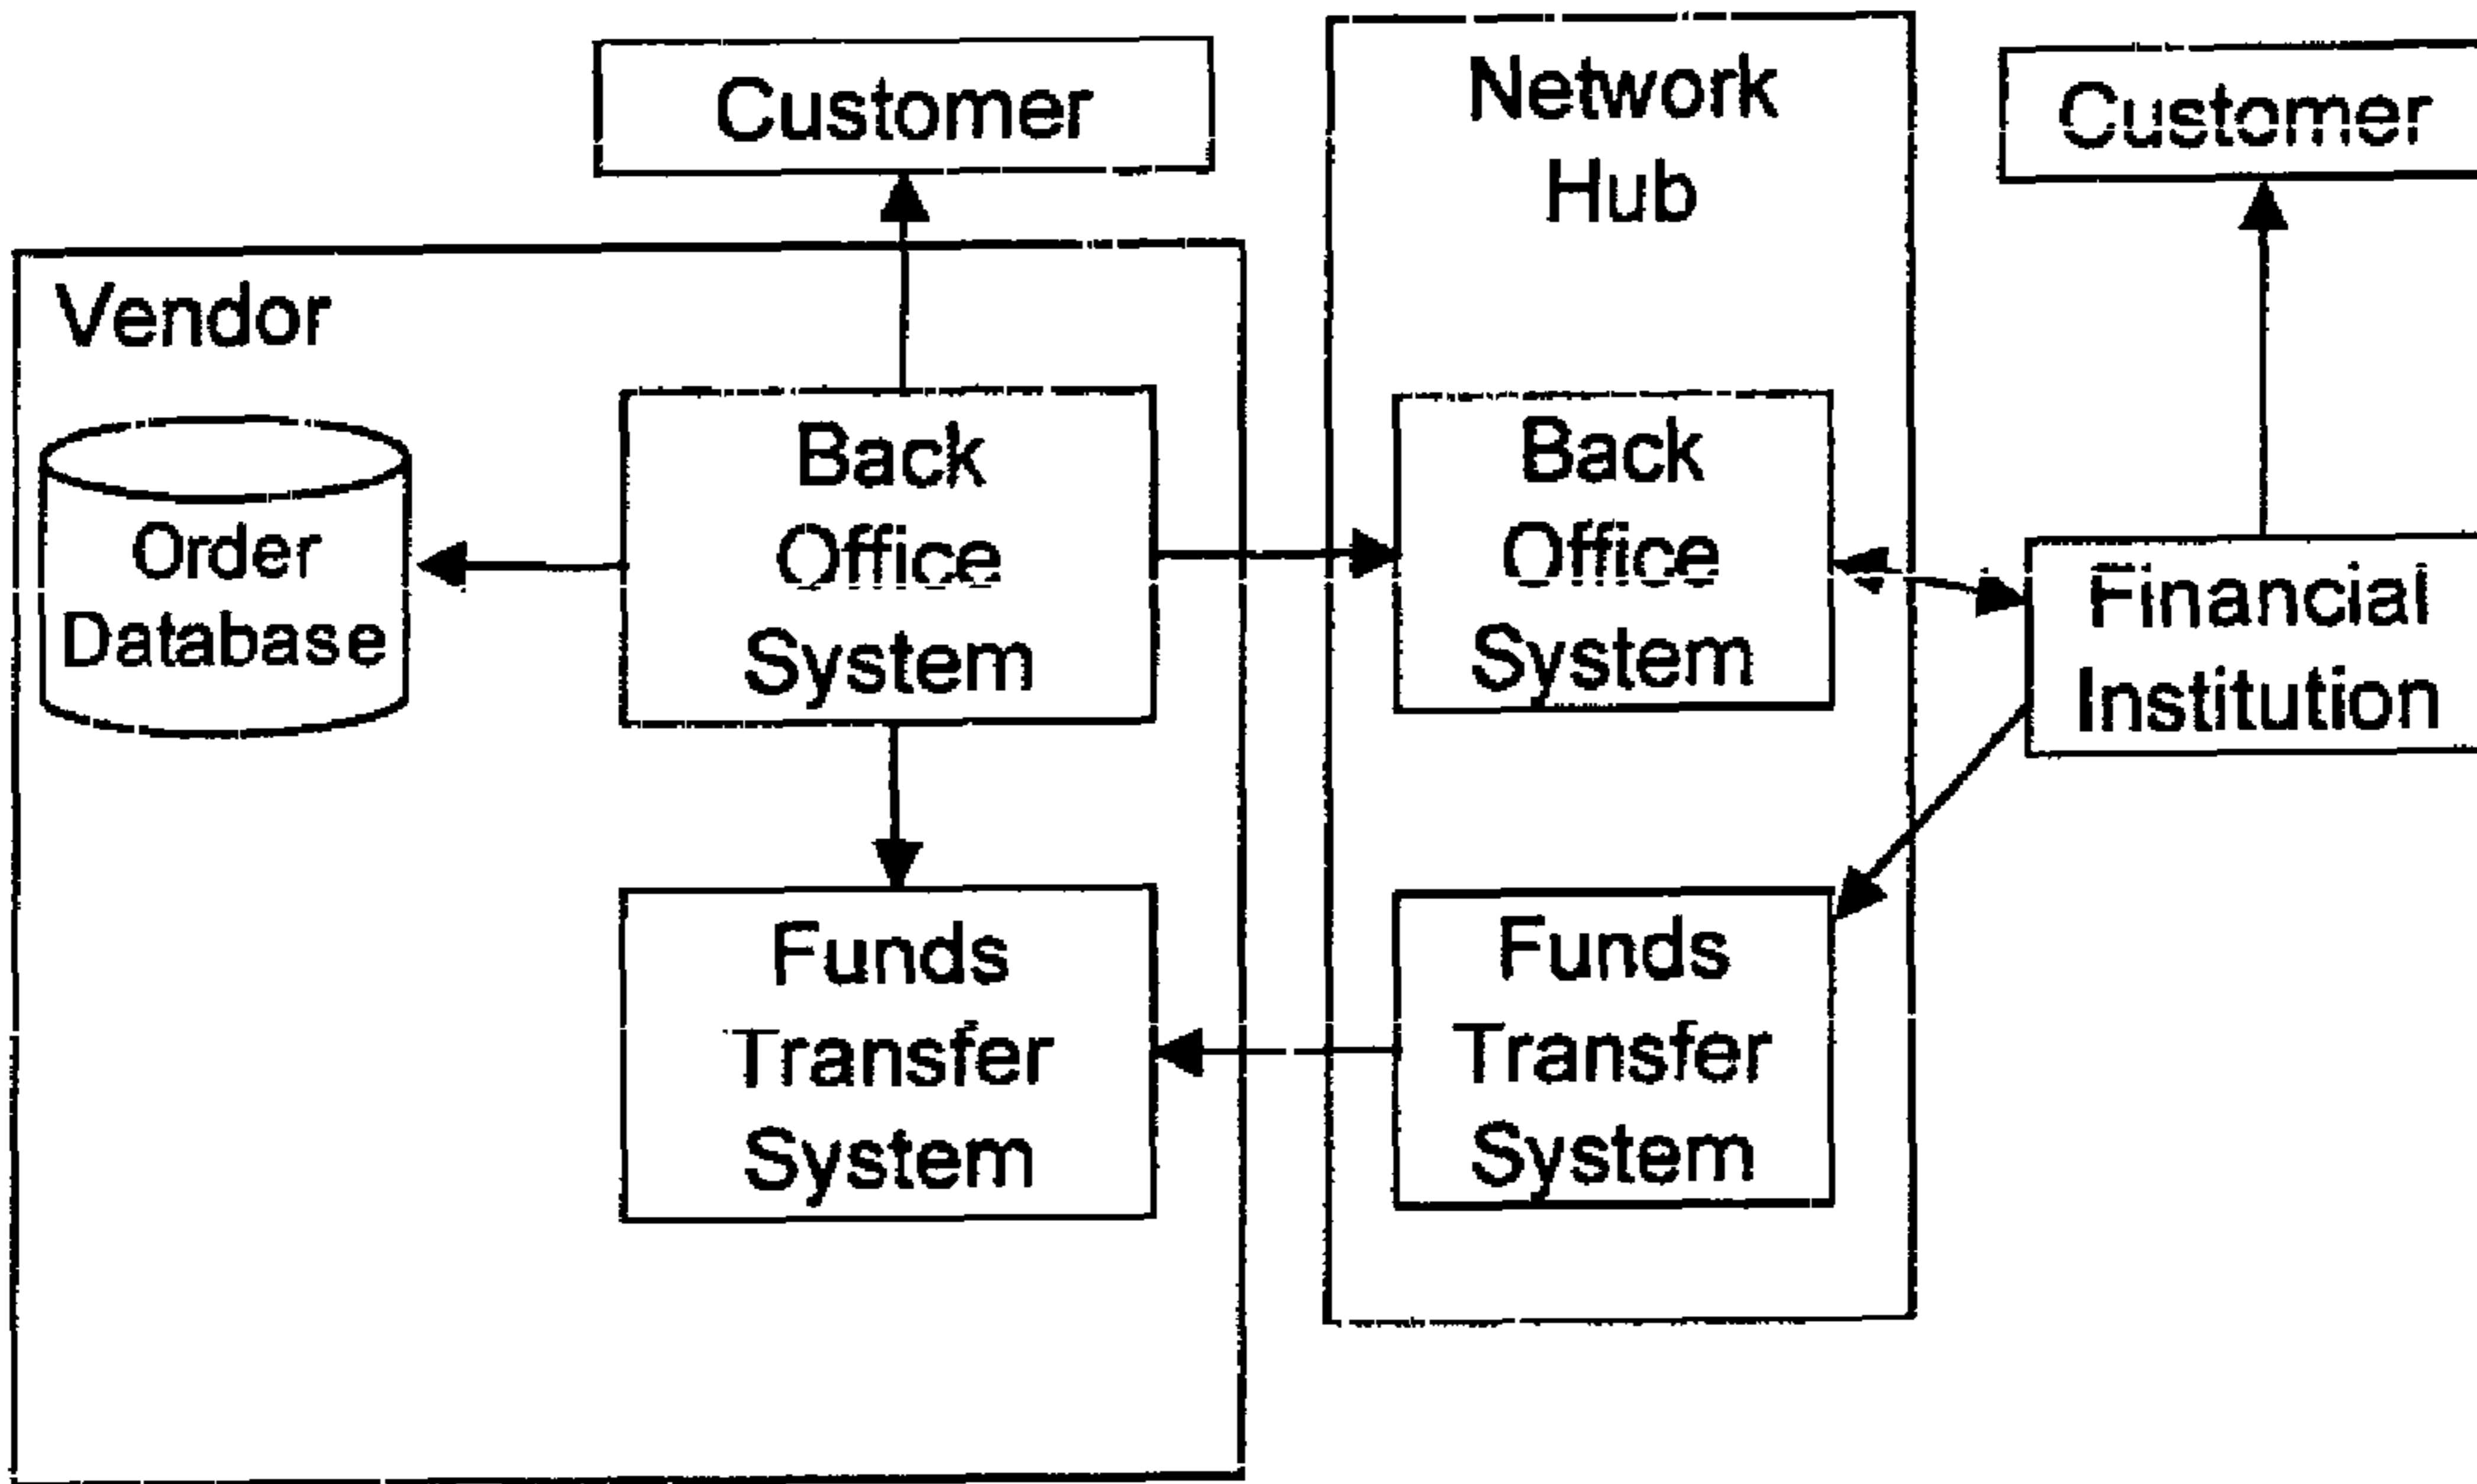 Customer
Network
Hub
Customer
Vendor
Order
Database
Back
Office
System
Back
Office
System
Financial
Institution
Funds
Transfer
System
Funds
Transfer
System